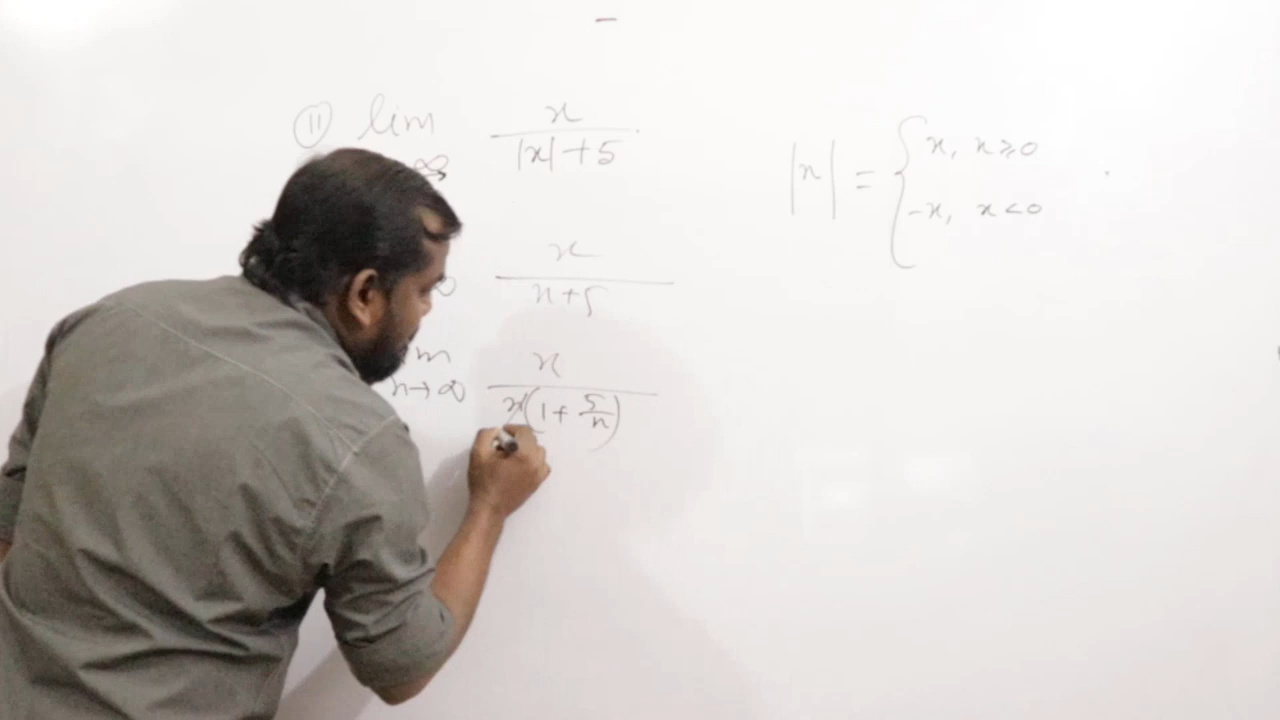 ⑪ lim x / (|x| + 5)
∞
x / (x + 5)
∞
m x / (x(1 + 5/x))
x→∞
|x| = { x, x ≥ 0
-x, x < 0